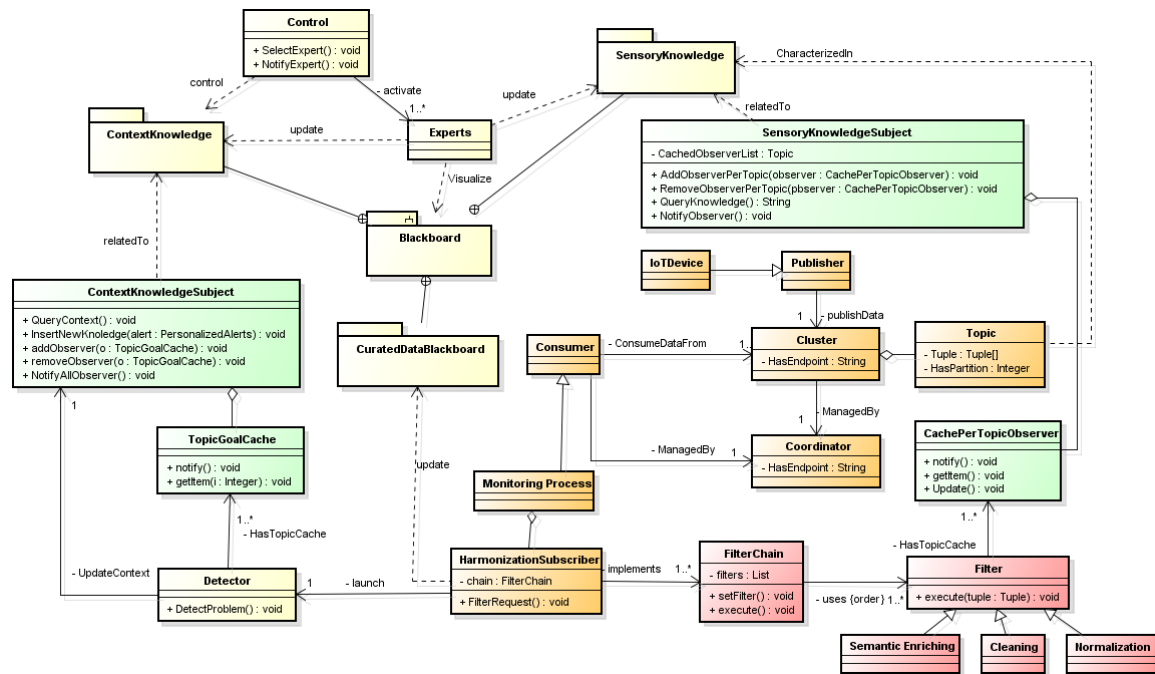 Control
+ SelectExpert() : void
+ NotifyExpert() : void
SensoryKnowledge
CharacterizedIn
control
- activate
1..*
update
relatedTo
ContextKnowledge
update
Experts
SensoryKnowledgeSubject
- CachedObserverList : Topic
+ AddObserverPerTopic(observer : CachePerTopicObserver) : void
+ RemoveObserverPerTopic(pbserver : CachePerTopicObserver) : void
+ QueryKnowledge() : String
+ NotifyObserver() : void
Visualize
relatedTo
Blackboard
IoTDevice
Publisher
ContextKnowledgeSubject
+ QueryContext() : void
+ InsertNewKnoledge(alert : PersonalizedAlerts) : void
+ addObserver(o : TopicGoalCache) : void
+ removeObserver(o : TopicGoalCache) : void
+ NotifyAllObserver() : void
1
- publishData
CuratedDataBlackboard
Consumer
- ConsumeDataFrom
1..
Cluster
- HasEndpoint : String
Topic
- Tuple : Tuple[]
- HasPartition : Integer
1
- ManagedBy
1
TopicGoalCache
+ notify() : void
+ getItem(i : Integer) : void
- ManagedBy
1
Coordinator
- HasEndpoint : String
CachePerTopicObserver
+ notify() : void
+ getItem() : void
+ Update() : void
update
Monitoring Process
1..*
- HasTopicCache
1..*
- HasTopicCache
- UpdateContext
Detector
+ DetectProblem() : void
1
- launch
HarmonizationSubscriber
- chain : FilterChain
+ FilterRequest() : void
- implements
1..*
FilterChain
- filters : List
+ setFilter() : void
+ execute() : void
- uses {order}
1..*
Filter
+ execute(tuple : Tuple) : void
Semantic Enriching
Cleaning
Normalization